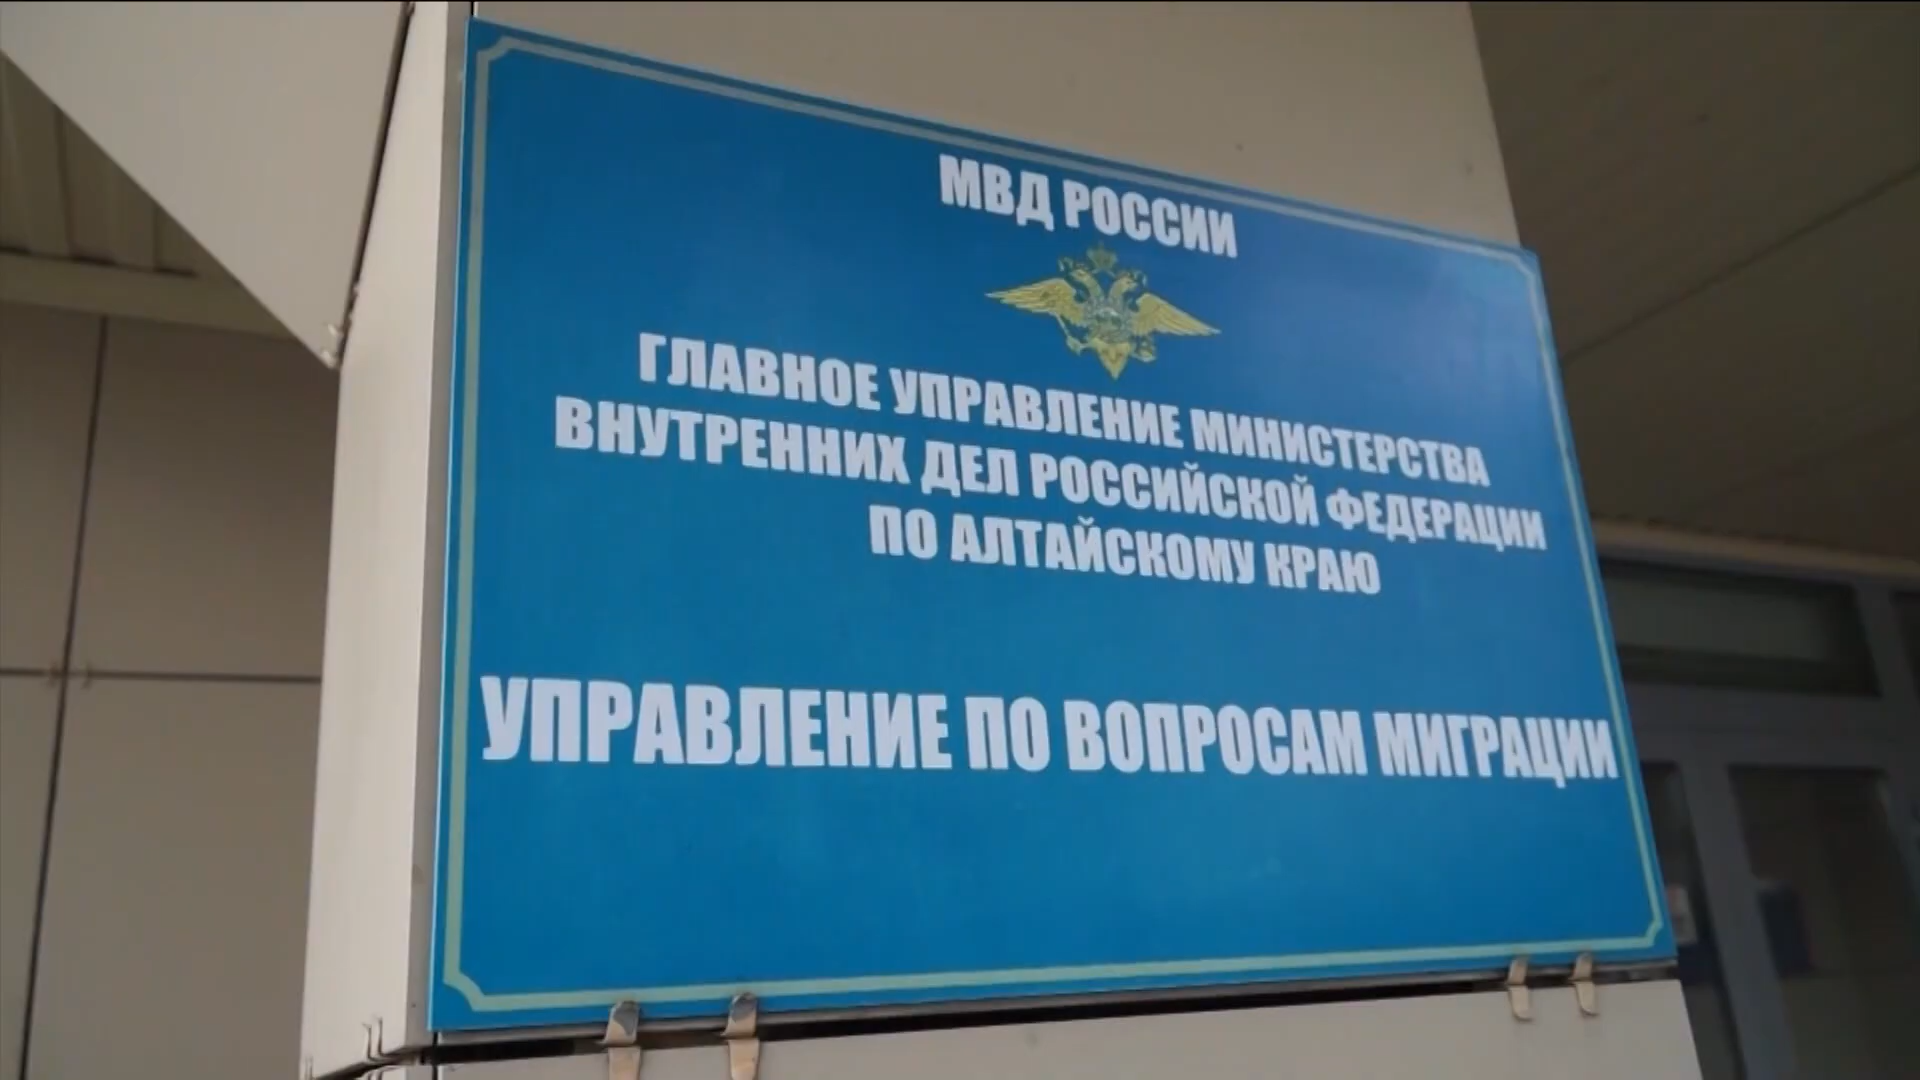 МВД РОССИИ
ГЛАВНОЕ УПРАВЛЕНИЕ МИНИСТЕРСТВА
ВНУТРЕННИХ ДЕЛ РОССИЙСКОЙ ФЕДЕРАЦИИ
ПО АЛТАЙСКОМУ КРАЮ
УПРАВЛЕНИЕ ПО ВОПРОСАМ МИГРАЦИИ